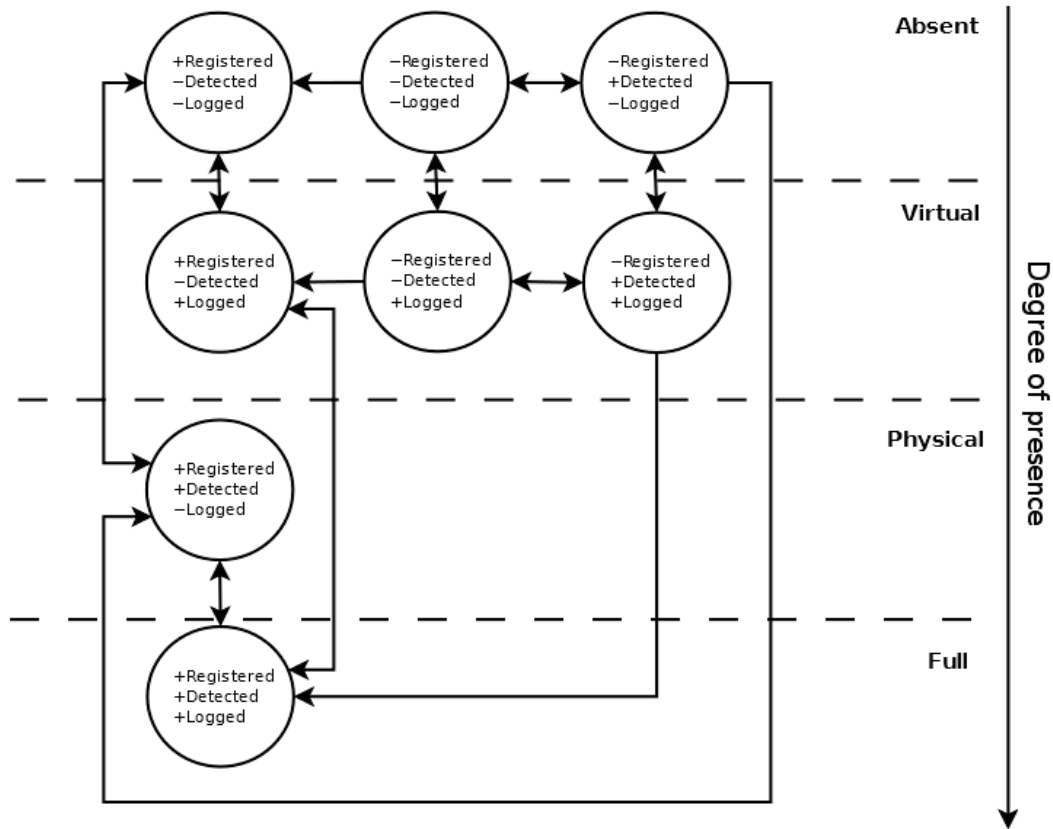 Absent
+Registered
−Detected
−Logged
−Registered
−Detected
−Logged
−Registered
+Detected
−Logged
Virtual
+Registered
−Detected
+Logged
−Registered
−Detected
+Logged
−Registered
+Detected
+Logged
Degree of presence
Physical
+Registered
+Detected
−Logged
Full
+Registered
+Detected
+Logged